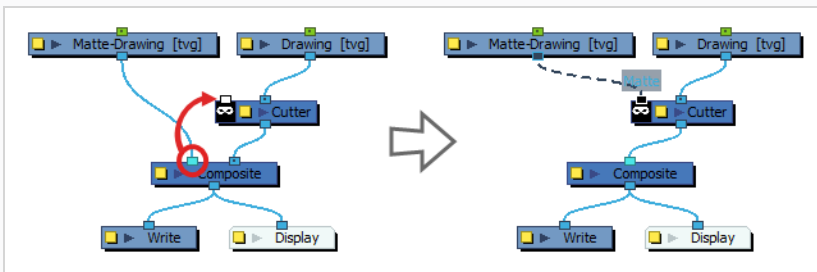 Matte-Drawing [tvg]
Drawing [tvg]
Cutter
Composite
Write
Display
Matte-Drawing [tvg]
Drawing [tvg]
Matte
Cutter
Composite
Write
Display